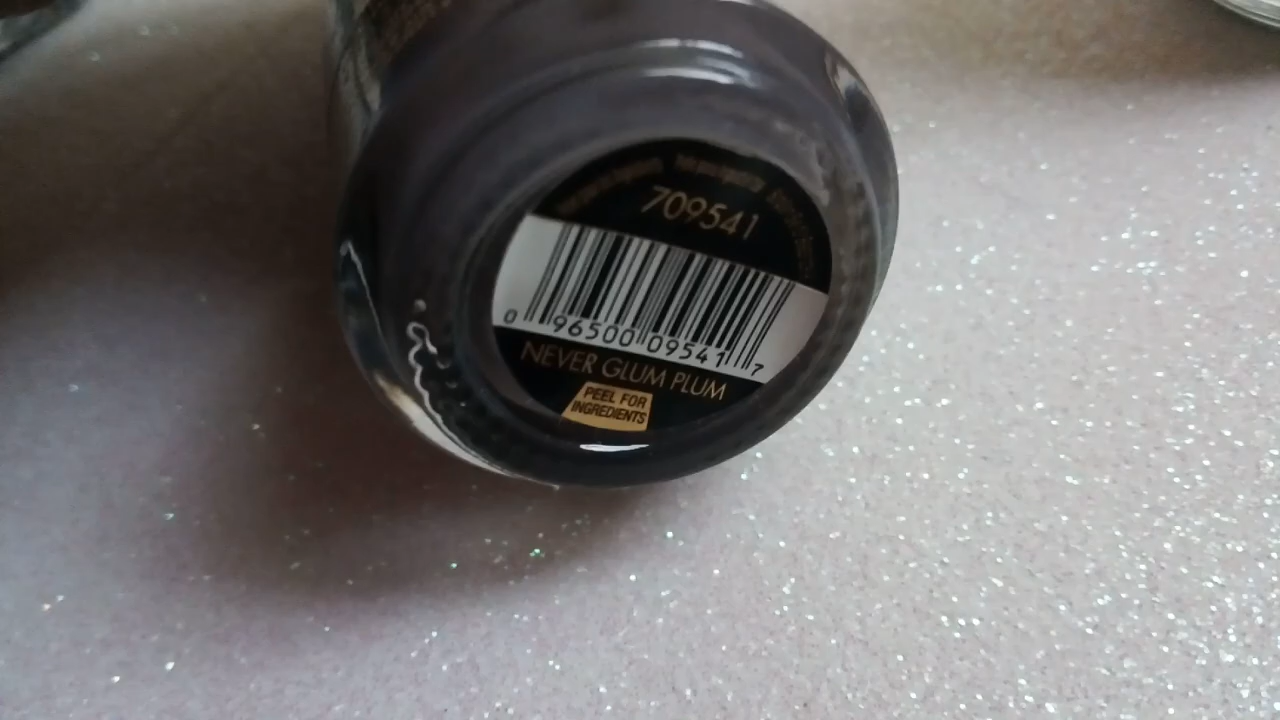 709541
0 96500 09541 7
NEVER GLUM PLUM
PEEL FOR
INGREDIENTS